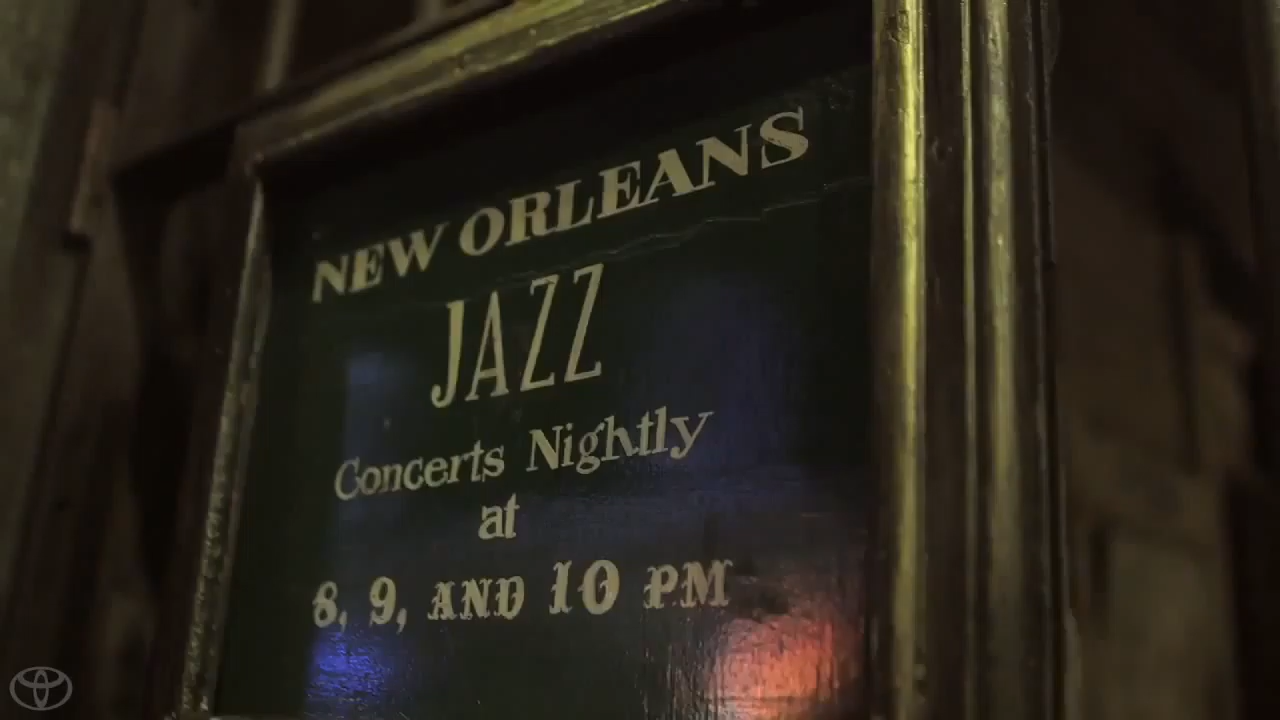 NEW ORLEANS
JAZZ
Concerts Nightly
at
8, 9, AND 10 PM